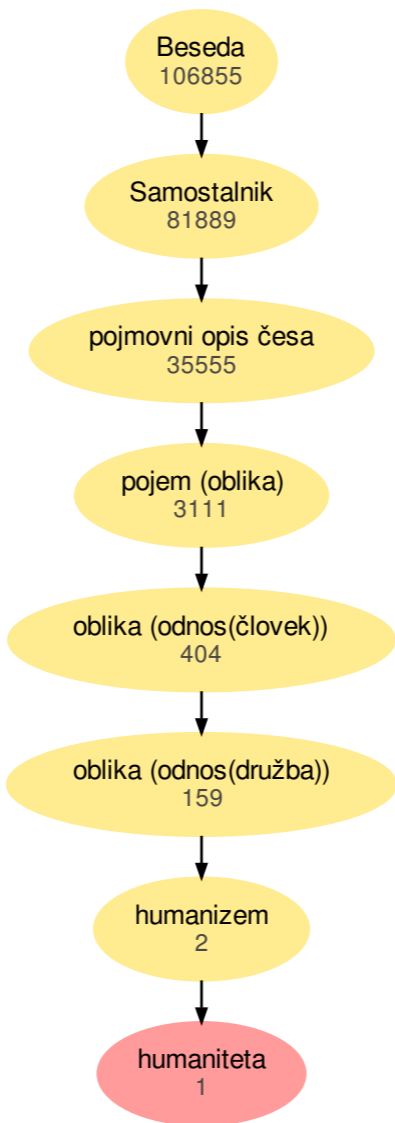 Beseda
106855
Samostalnik
81889
pojmovni opis česa
35555
pojem (oblika)
3111
oblika (odnos(človek))
404
oblika (odnos(družba))
159
humanizem
2
humaniteta
1